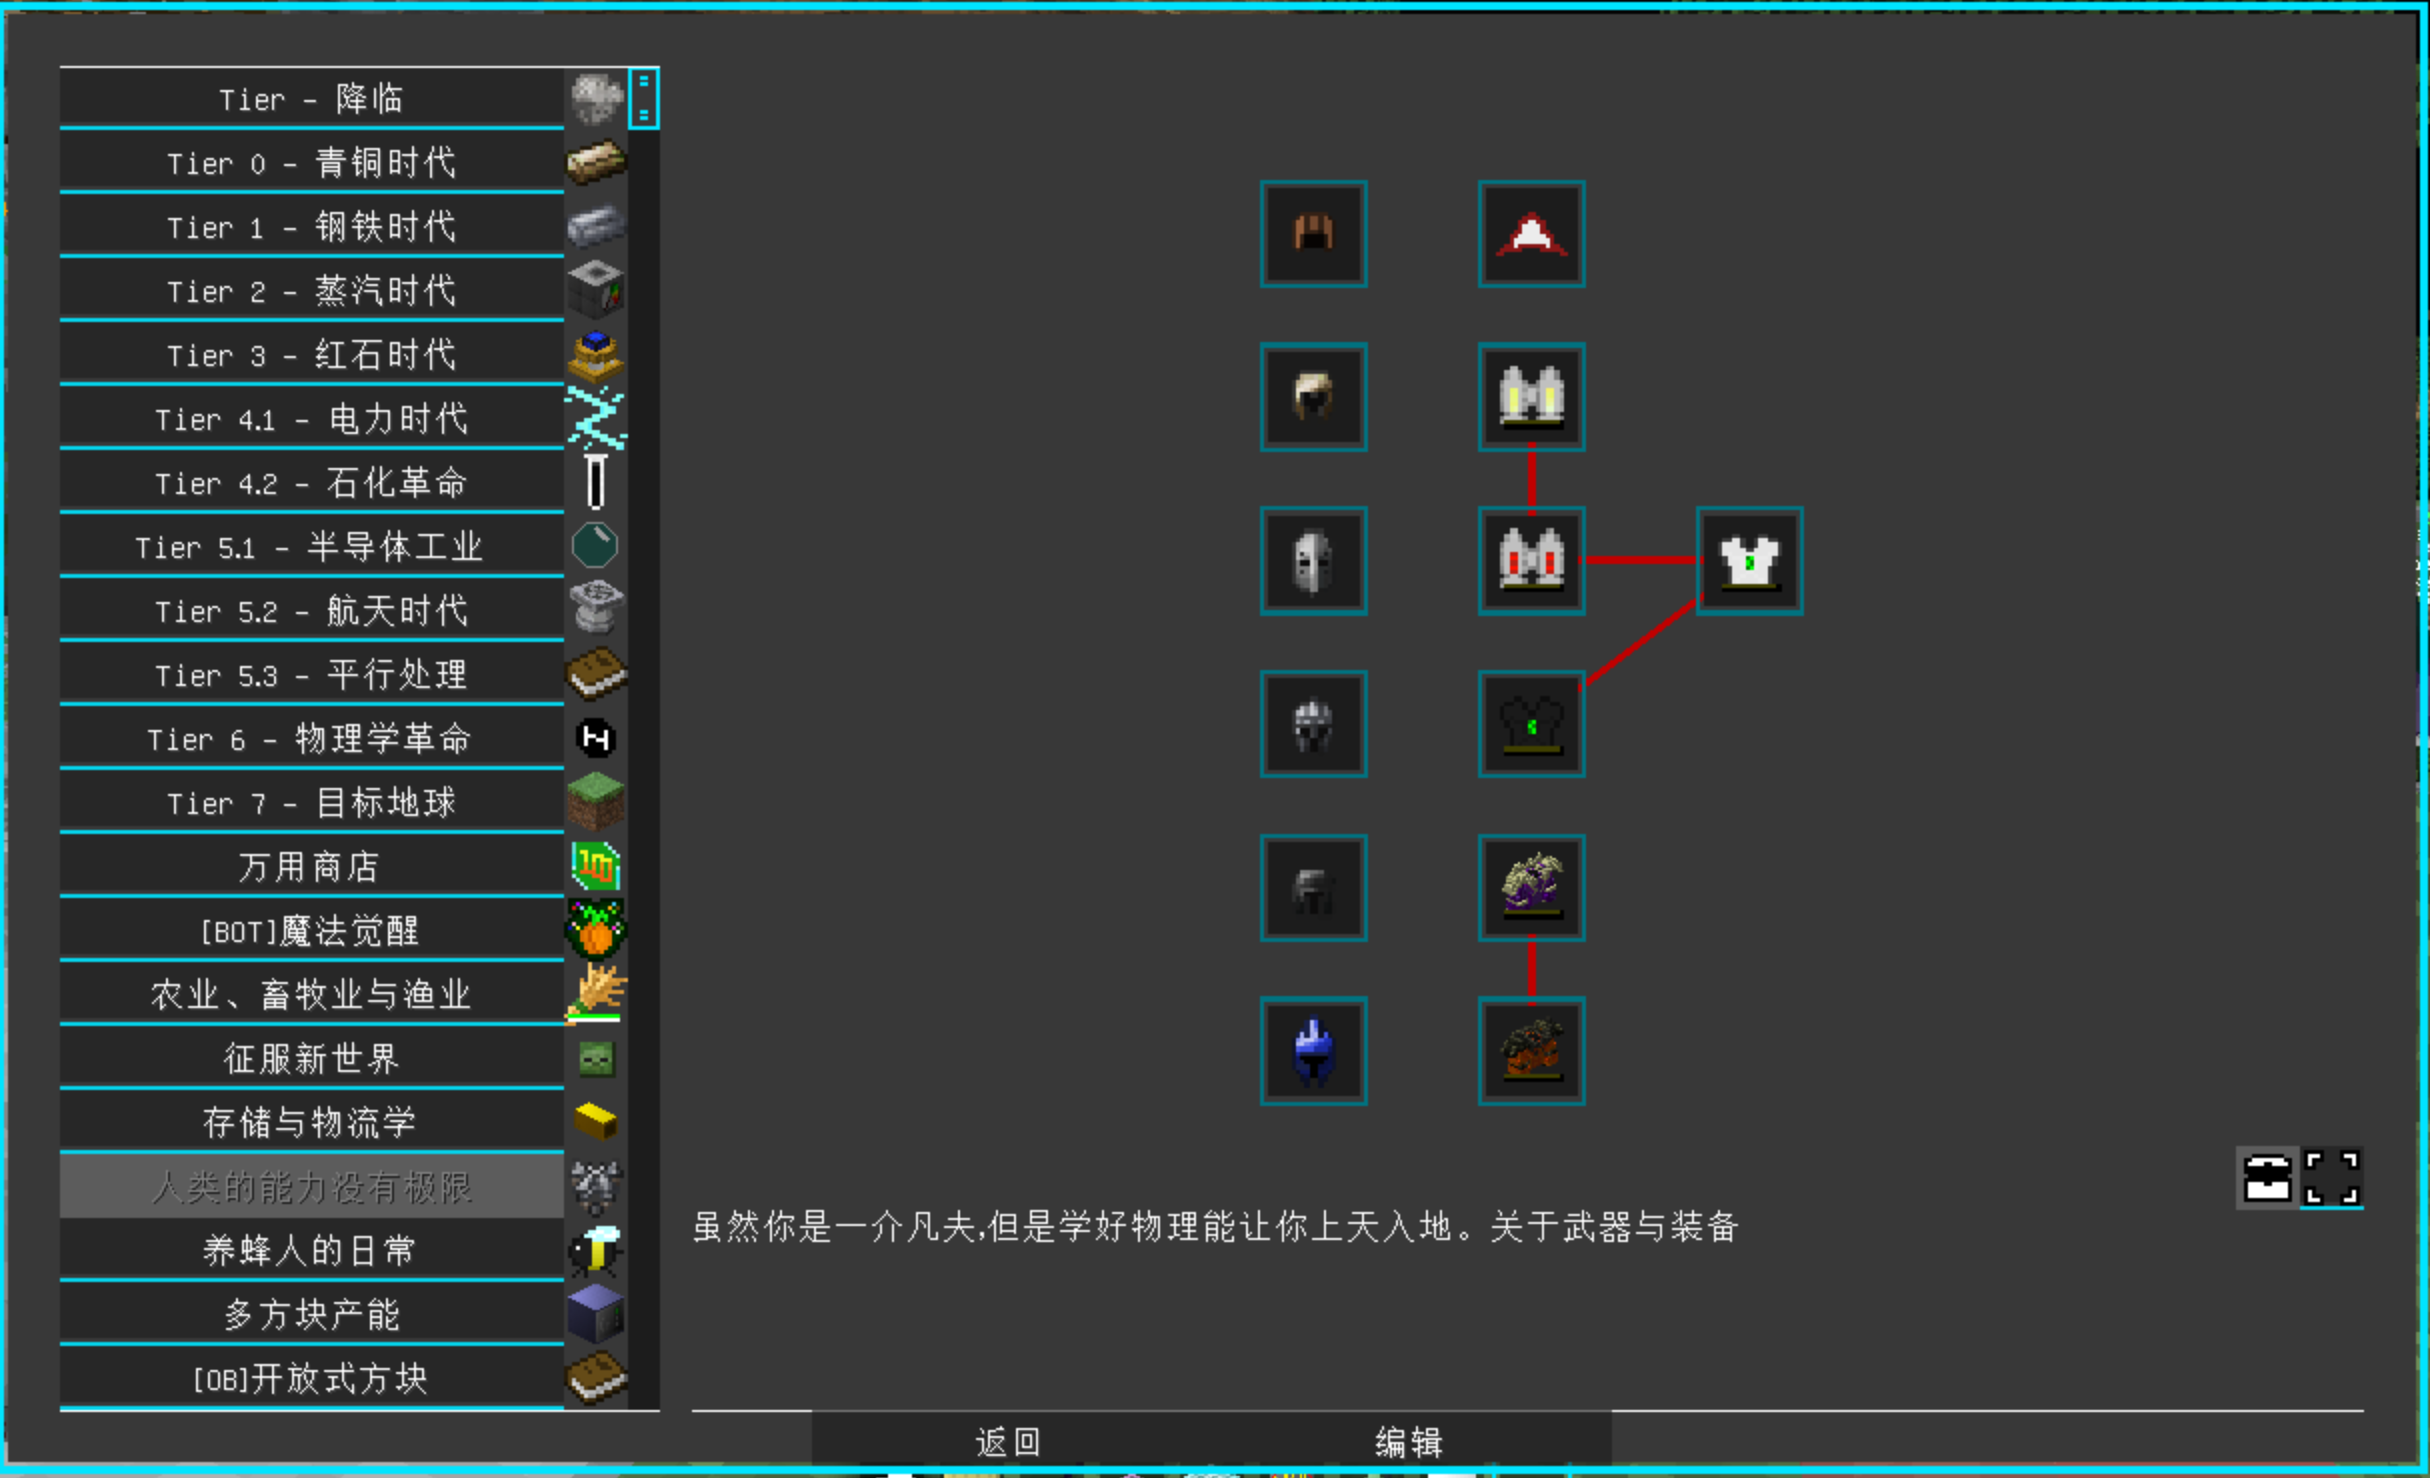 Tier - 降临
Tier 0 - 青铜时代
Tier 1 - 钢铁时代
Tier 2 - 蒸汽时代
Tier 3 - 红石时代
Tier 4.1 - 电力时代
Tier 4.2 - 石化革命
Tier 5.1 - 半导体工业
Tier 5.2 - 航天时代
Tier 5.3 - 平行处理
Tier 6 - 物理学革命
Tier 7 - 目标地球
万用商店
[BOT]魔法觉醒
农业、畜牧业与渔业
征服新世界
存储与物流学
人类的能力没有极限
养蜂人的日常
多方块产能
[OB]开放式方块
虽然你是一介凡夫,但是学好物理能让你上天入地。关于武器与装备
返回
编辑